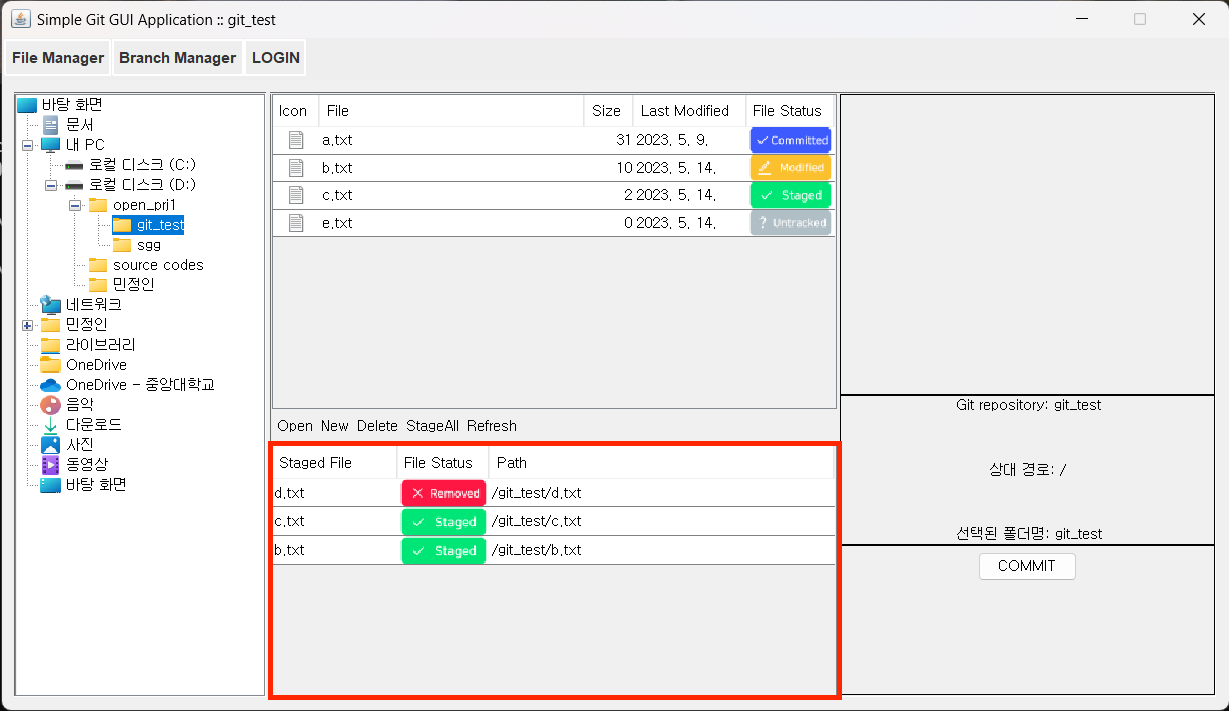 Simple Git GUI Application :: git_test
File Manager Branch Manager LOGIN
바탕 화면
문서
내 PC
로컬 디스크 (C:)
로컬 디스크 (D:)
open_prj1
git_test
sgg
source codes
민정인
네트워크
민정인
라이브러리
OneDrive
OneDrive - 중앙대학교
음악
다운로드
사진
동영상
바탕 화면
Icon File Size Last Modified File Status
a.txt 31 2023. 5. 9. Committed
b.txt 10 2023. 5. 14. Modified
c.txt 2 2023. 5. 14. Staged
e.txt 0 2023. 5. 14. Untracked
Open New Delete StageAll Refresh
Staged File File Status Path
d.txt Removed /git_test/d.txt
c.txt Staged /git_test/c.txt
b.txt Staged /git_test/b.txt
Git repository: git_test
상대 경로: /
선택된 폴더명: git_test
COMMIT